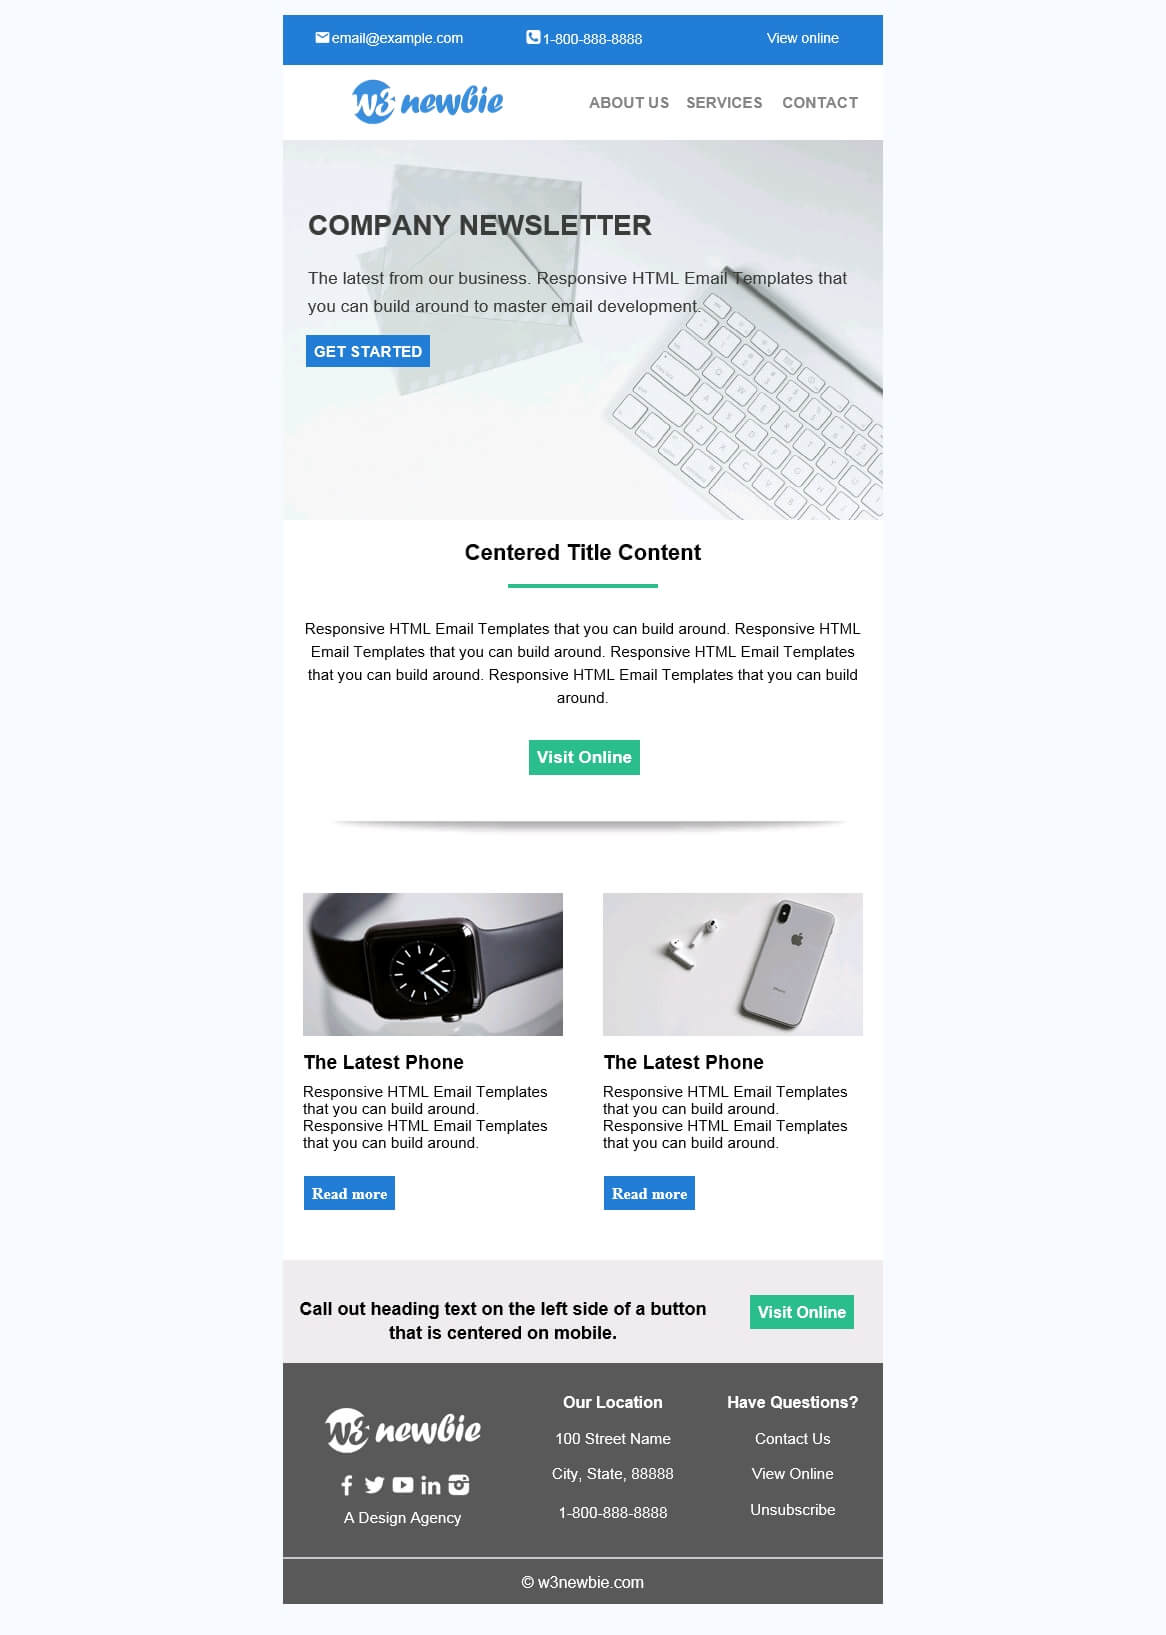 email@example.com 1-800-888-8888 View online
w3 newbie ABOUT US SERVICES CONTACT
COMPANY NEWSLETTER
The latest from our business. Responsive HTML Email Templates that
you can build around to master email development.
GET STARTED
Centered Title Content
Responsive HTML Email Templates that you can build around. Responsive HTML
Email Templates that you can build around. Responsive HTML Email Templates
that you can build around. Responsive HTML Email Templates that you can build
around.
Visit Online
The Latest Phone
Responsive HTML Email Templates
that you can build around.
Responsive HTML Email Templates
that you can build around.
Read more
The Latest Phone
Responsive HTML Email Templates
that you can build around.
Responsive HTML Email Templates
that you can build around.
Read more
Call out heading text on the left side of a button
that is centered on mobile.
Visit Online
w3 newbie
A Design Agency
Our Location
100 Street Name
City, State, 88888
1-800-888-8888
Have Questions?
Contact Us
View Online
Unsubscribe
© w3newbie.com